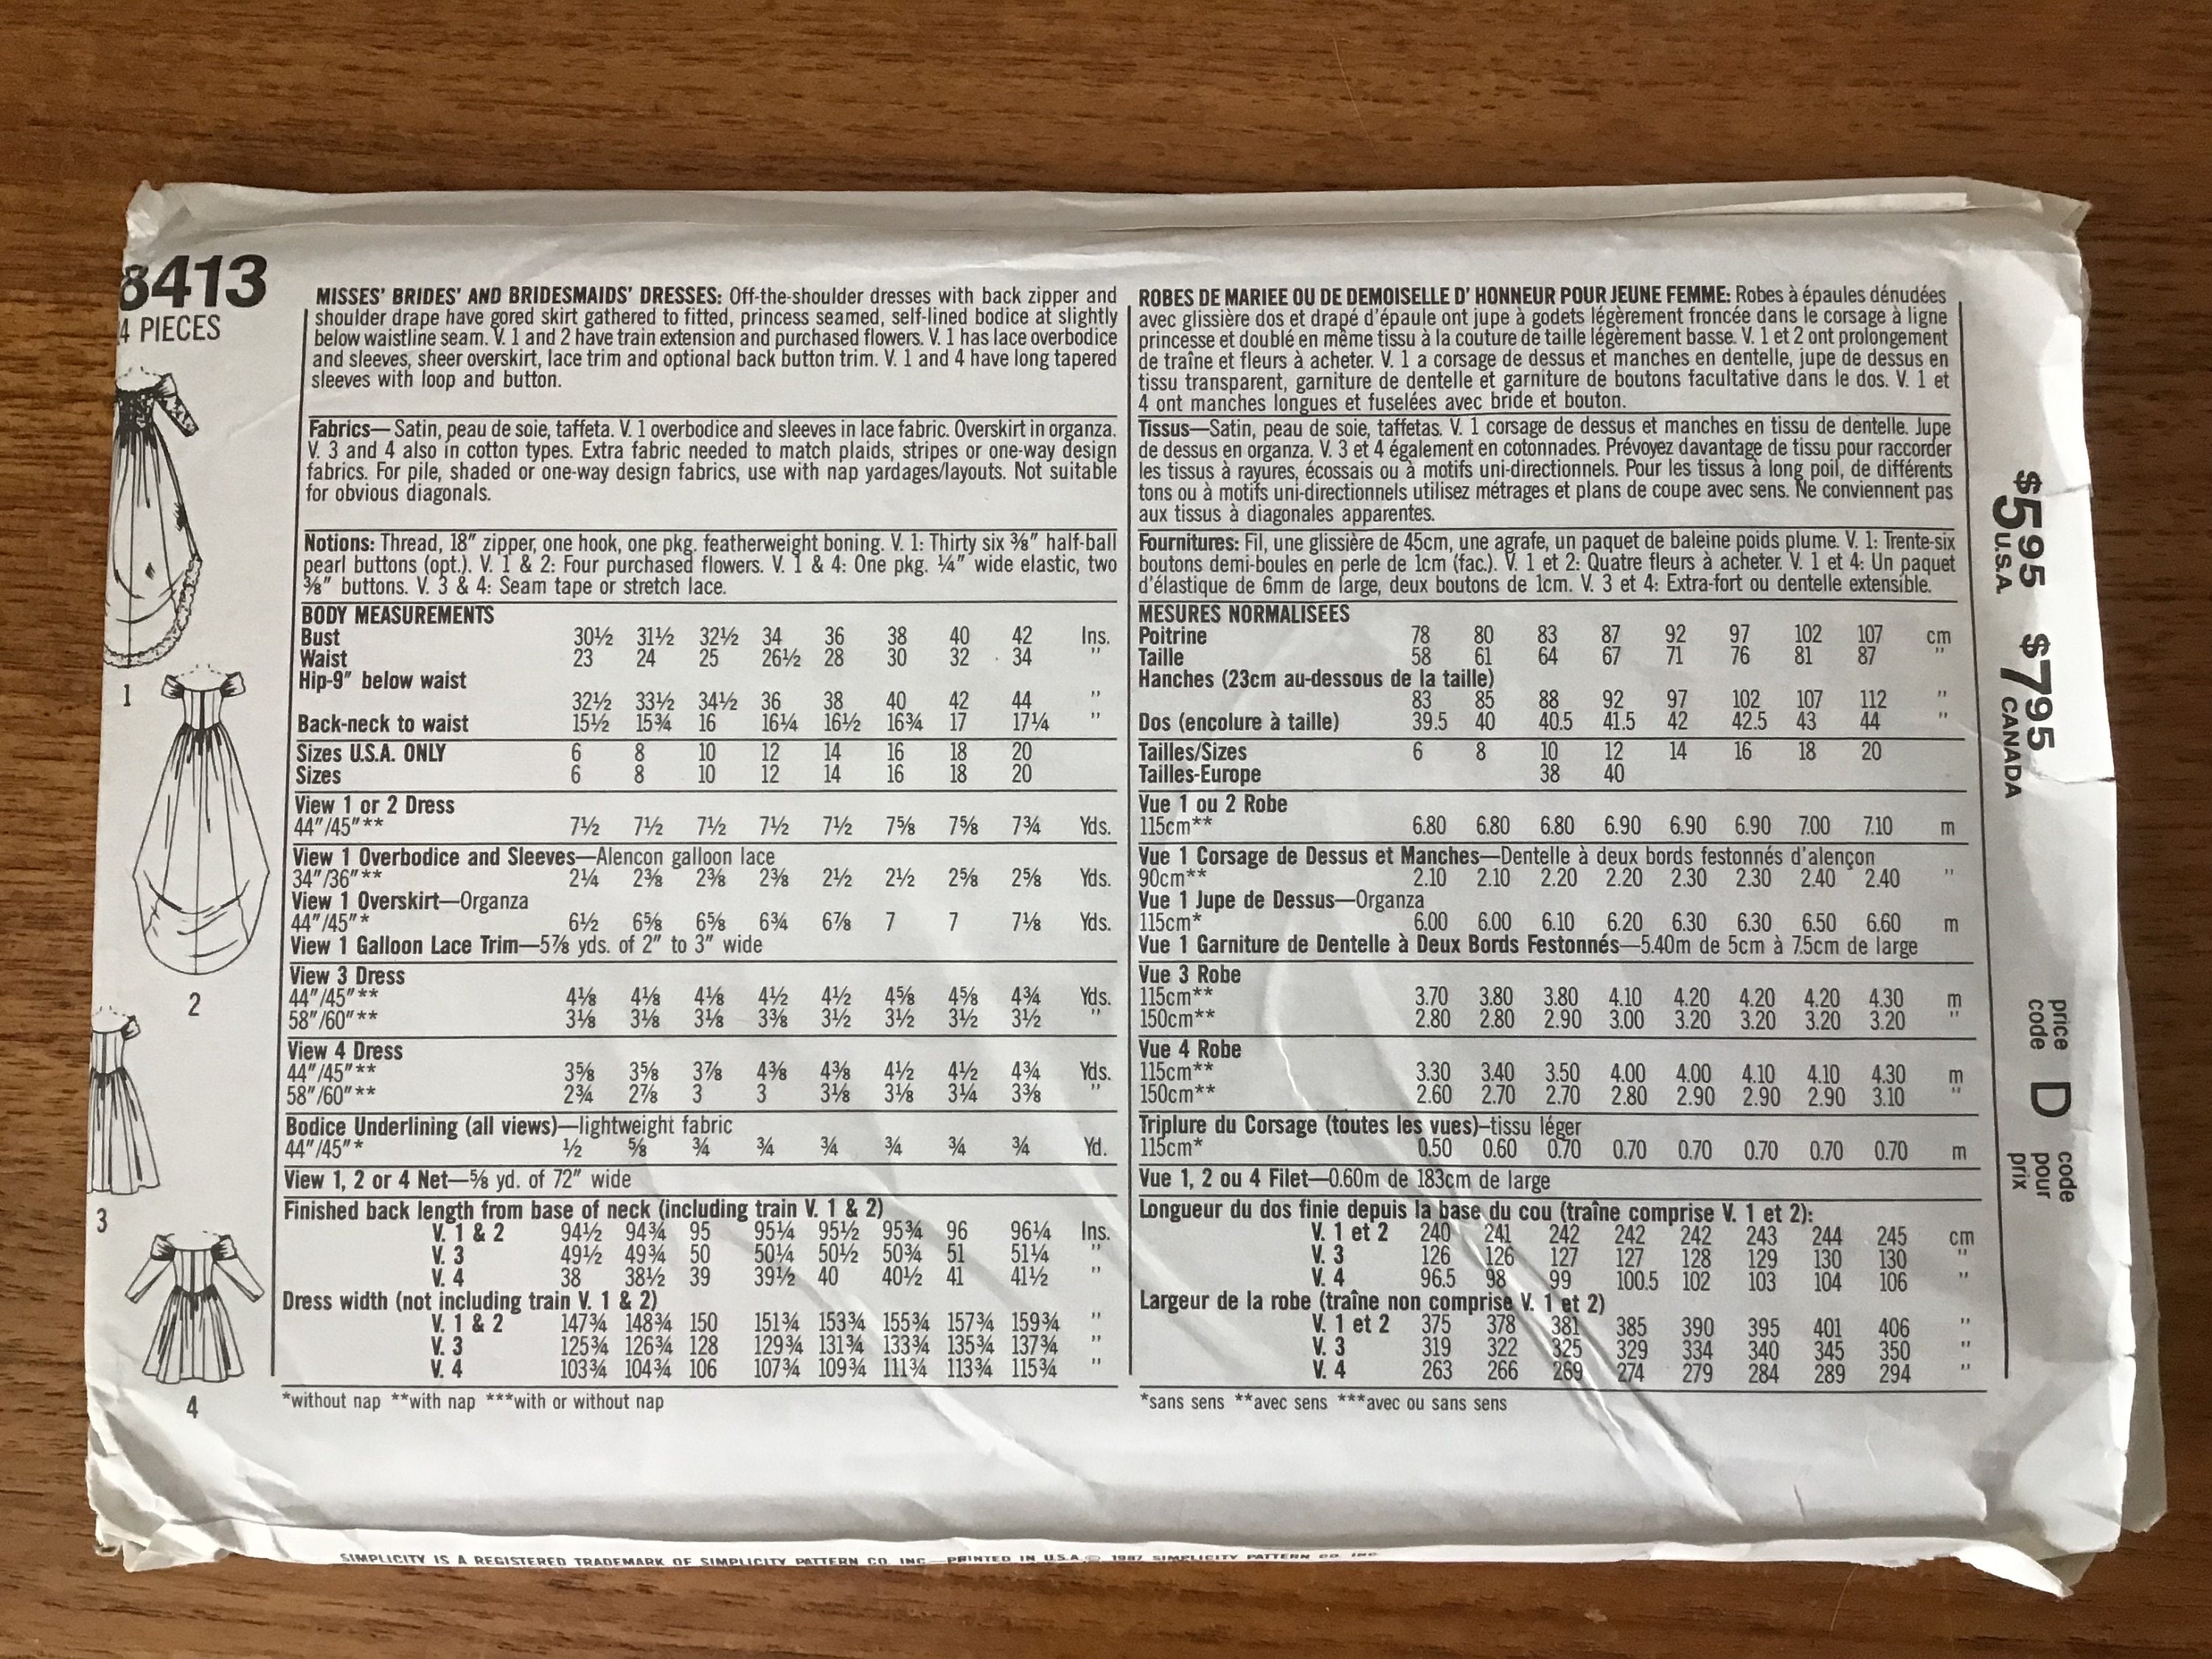 8413
4 PIECES
1
2
3
4
MISSES' BRIDES' AND BRIDESMAIDS' DRESSES: Off-the-shoulder dresses with back zipper and
shoulder drape have gored skirt gathered to fitted, princess seamed, self-lined bodice at slightly
below waistline seam. V. 1 and 2 have train extension and purchased flowers. V. 1 has lace overbodice
and sleeves, sheer overskirt, lace trim and optional back button trim. V. 1 and 4 have long tapered
sleeves with loop and button.
Fabrics—Satin, peau de soie, taffeta. V. 1 overbodice and sleeves in lace fabric. Overskirt in organza.
V. 3 and 4 also in cotton types. Extra fabric needed to match plaids, stripes or one-way design
fabrics. For pile, shaded or one-way design fabrics, use with nap yardages/layouts. Not suitable
for obvious diagonals.
Notions: Thread, 18″ zipper, one hook, one pkg. featherweight boning. V. 1: Thirty six ⅜″ half-ball
pearl buttons (opt.). V. 1 & 2: Four purchased flowers. V. 1 & 4: One pkg. ¼″ wide elastic, two
⅜″ buttons. V. 3 & 4: Seam tape or stretch lace.
BODY MEASUREMENTS
Bust 30½ 31½ 32½ 34 36 38 40 42 Ins.
Waist 23 24 25 26½ 28 30 32 34 ″
Hip-9″ below waist
32½ 33½ 34½ 36 38 40 42 44 ″
Back-neck to waist 15½ 15¾ 16 16¼ 16½ 16¾ 17 17¼ ″
Sizes U.S.A. ONLY 6 8 10 12 14 16 18 20
Sizes 6 8 10 12 14 16 18 20
View 1 or 2 Dress
44″/45″** 7½ 7½ 7½ 7½ 7½ 7⅝ 7⅝ 7¾ Yds.
View 1 Overbodice and Sleeves—Alencon galloon lace
34″/36″** 2¼ 2⅜ 2⅜ 2⅜ 2½ 2½ 2⅝ 2⅝ Yds.
View 1 Overskirt—Organza
44″/45″* 6½ 6⅝ 6⅝ 6¾ 6⅞ 7 7 7⅛ Yds.
View 1 Galloon Lace Trim—5⅞ yds. of 2″ to 3″ wide
View 3 Dress
44″/45″** 4⅛ 4⅛ 4⅛ 4½ 4½ 4⅝ 4⅝ 4¾ Yds.
58″/60″** 3⅛ 3⅛ 3⅛ 3⅜ 3½ 3½ 3½ 3½ ″
View 4 Dress
44″/45″** 3⅝ 3⅝ 3⅞ 4⅜ 4⅜ 4½ 4½ 4¾ Yds.
58″/60″** 2¾ 2⅞ 3 3 3⅛ 3⅛ 3¼ 3⅜ ″
Bodice Underlining (all views)—lightweight fabric
44″/45″* ½ ⅝ ¾ ¾ ¾ ¾ ¾ ¾ Yd.
View 1, 2 or 4 Net—⅝ yd. of 72″ wide
Finished back length from base of neck (including train V. 1 & 2)
V. 1 & 2 94½ 94¾ 95 95¼ 95½ 95¾ 96 96¼ Ins.
V. 3 49½ 49¾ 50 50¼ 50½ 50¾ 51 51¼ ″
V. 4 38 38½ 39 39½ 40 40½ 41 41½ ″
Dress width (not including train V. 1 & 2)
V. 1 & 2 147¾ 148¾ 150 151¾ 153¾ 155¾ 157¾ 159¾ ″
V. 3 125¾ 126¾ 128 129¾ 131¾ 133¾ 135¾ 137¾ ″
V. 4 103¾ 104¾ 106 107¾ 109¾ 111¾ 113¾ 115¾ ″
*without nap **with nap ***with or without nap
ROBES DE MARIEE OU DE DEMOISELLE D' HONNEUR POUR JEUNE FEMME: Robes à épaules dénudées
avec glissière dos et drapé d'épaule ont jupe à godets légèrement froncée dans le corsage à ligne
princesse et doublé en même tissu à la couture de taille légèrement basse. V. 1 et 2 ont prolongement
de traîne et fleurs à acheter. V. 1 a corsage de dessus et manches en dentelle, jupe de dessus en
tissu transparent, garniture de dentelle et garniture de boutons facultative dans le dos. V. 1 et
4 ont manches longues et fuselées avec bride et bouton.
Tissus—Satin, peau de soie, taffetas. V. 1 corsage de dessus et manches en tissu de dentelle. Jupe
de dessus en organza. V. 3 et 4 également en cotonnades. Prévoyez davantage de tissu pour raccorder
les tissus à rayures, écossais ou à motifs uni-directionnels. Pour les tissus à long poil, de différents
tons ou à motifs uni-directionnels utilisez métrages et plans de coupe avec sens. Ne conviennent pas
aux tissus à diagonales apparentes.
Fournitures: Fil, une glissière de 45cm, une agrafe, un paquet de baleine poids plume. V. 1: Trente-six
boutons demi-boules en perle de 1cm (fac.). V. 1 et 2: Quatre fleurs à acheter. V. 1 et 4: Un paquet
d'élastique de 6mm de large, deux boutons de 1cm. V. 3 et 4: Extra-fort ou dentelle extensible.
MESURES NORMALISEES
Poitrine 78 80 83 87 92 97 102 107 cm
Taille 58 61 64 67 71 76 81 87 ″
Hanches (23cm au-dessous de la taille)
83 85 88 92 97 102 107 112 ″
Dos (encolure à taille) 39.5 40 40.5 41.5 42 42.5 43 44 ″
Tailles/Sizes 6 8 10 12 14 16 18 20
Tailles-Europe 38 40
Vue 1 ou 2 Robe
115cm** 6.80 6.80 6.80 6.90 6.90 6.90 7.00 7.10 m
Vue 1 Corsage de Dessus et Manches—Dentelle à deux bords festonnés d'alençon
90cm** 2.10 2.10 2.20 2.20 2.30 2.30 2.40 2.40 ″
Vue 1 Jupe de Dessus—Organza
115cm* 6.00 6.00 6.10 6.20 6.30 6.30 6.50 6.60 m
Vue 1 Garniture de Dentelle à Deux Bords Festonnés—5.40m de 5cm à 7.5cm de large
Vue 3 Robe
115cm** 3.70 3.80 3.80 4.10 4.20 4.20 4.20 4.30 m
150cm** 2.80 2.80 2.90 3.00 3.20 3.20 3.20 3.20 ″
Vue 4 Robe
115cm** 3.30 3.40 3.50 4.00 4.00 4.10 4.10 4.30 m
150cm** 2.60 2.70 2.70 2.80 2.90 2.90 2.90 3.10 ″
Triplure du Corsage (toutes les vues)–tissu léger
115cm* 0.50 0.60 0.70 0.70 0.70 0.70 0.70 0.70 m
Vue 1, 2 ou 4 Filet—0.60m de 183cm de large
Longueur du dos finie depuis la base du cou (traîne comprise V. 1 et 2):
V. 1 et 2 240 241 242 242 242 243 244 245 cm
V. 3 126 126 127 127 128 129 130 130 ″
V. 4 96.5 98 99 100.5 102 103 104 106 ″
Largeur de la robe (traîne non comprise V. 1 et 2)
V. 1 et 2 375 378 381 385 390 395 401 406 ″
V. 3 319 322 325 329 334 340 345 350 ″
V. 4 263 266 269 274 279 284 289 294 ″
*sans sens **avec sens ***avec ou sans sens
$595 U.S.A
$795 CANADA
price code
D
code pour prix
SIMPLICITY IS A REGISTERED TRADEMARK OF SIMPLICITY PATTERN CO. INC.—PRINTED IN U.S.A.© 1987 SIMPLICITY PATTERN CO. INC.